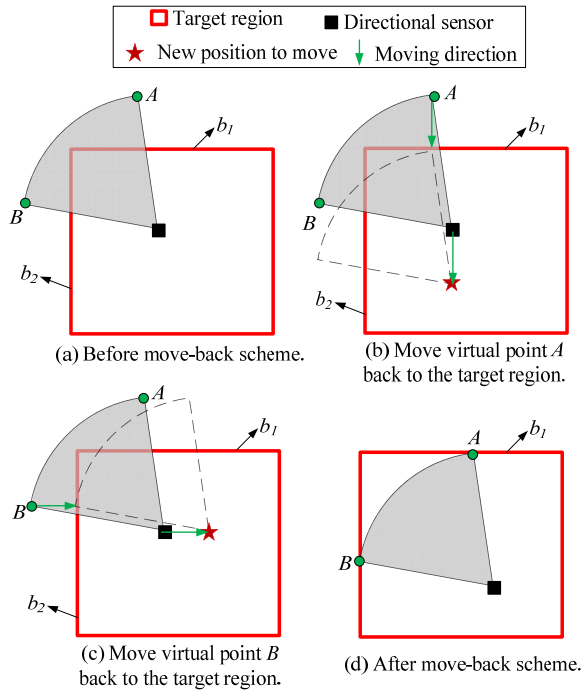 Target region Directional sensor
New position to move Moving direction
A
b1
B
b2
(a) Before move-back scheme.
A
b1
B
b2
(b) Move virtual point A
back to the target region.
A
b1
B
b2
(c) Move virtual point B
back to the target region.
A
b1
B
(d) After move-back scheme.